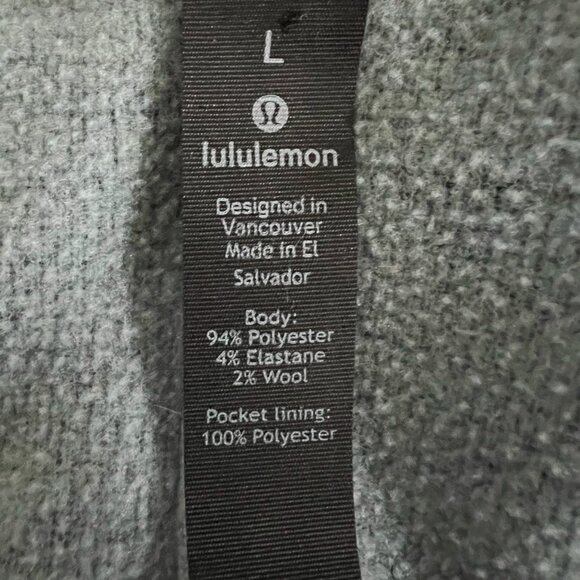 L
lululemon
Designed in
Vancouver
Made in El
Salvador
Body:
94% Polyester
4% Elastane
2% Wool
Pocket lining:
100% Polyester